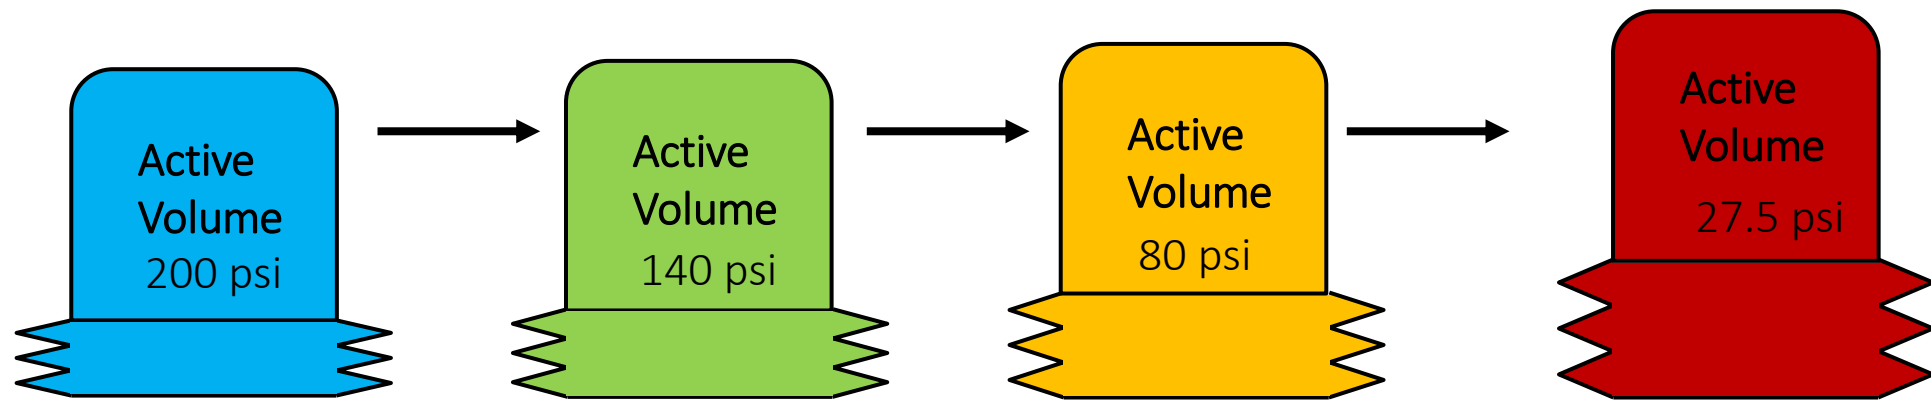 Active
Volume
200 psi
Active
Volume
140 psi
Active
Volume
80 psi
Active
Volume
27.5 psi